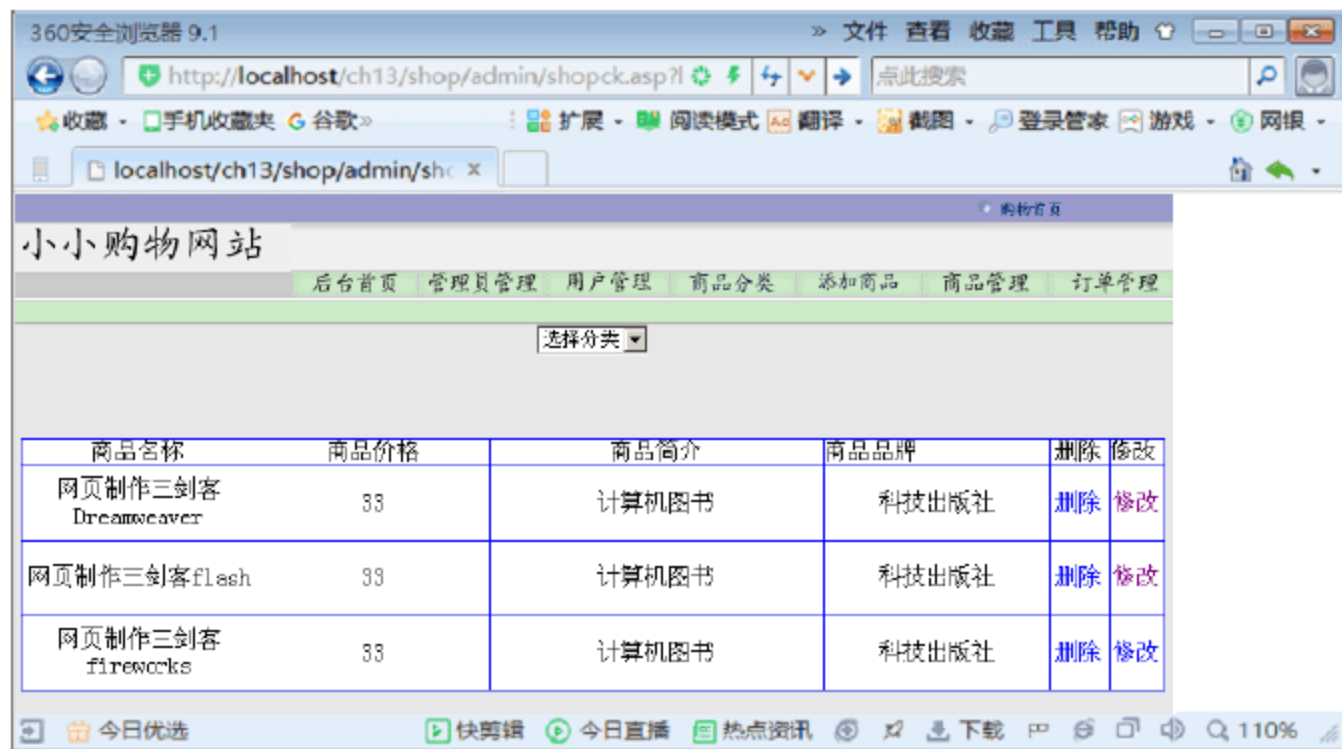 360安全浏览器 9.1 » 文件 查看 收藏 工具 帮助
http://localhost/ch13/shop/admin/shopck.asp?l 点此搜索
收藏 手机收藏夹 G 谷歌» 扩展 阅读模式 翻译 截图 登录管家 游戏 网银
localhost/ch13/shop/admin/sho ×
购物首页
小小购物网站
后台首页 管理员管理 用户管理 商品分类 添加商品 商品管理 订单管理
选择分类
商品名称 商品价格 商品简介 商品品牌 删除 修改
网页制作三剑客 33 计算机图书 科技出版社 删除 修改
Dreamweaver
网页制作三剑客flash 33 计算机图书 科技出版社 删除 修改
网页制作三剑客 33 计算机图书 科技出版社 删除 修改
fireworks
今日优选 快剪辑 今日直播 热点资讯 下载 110%